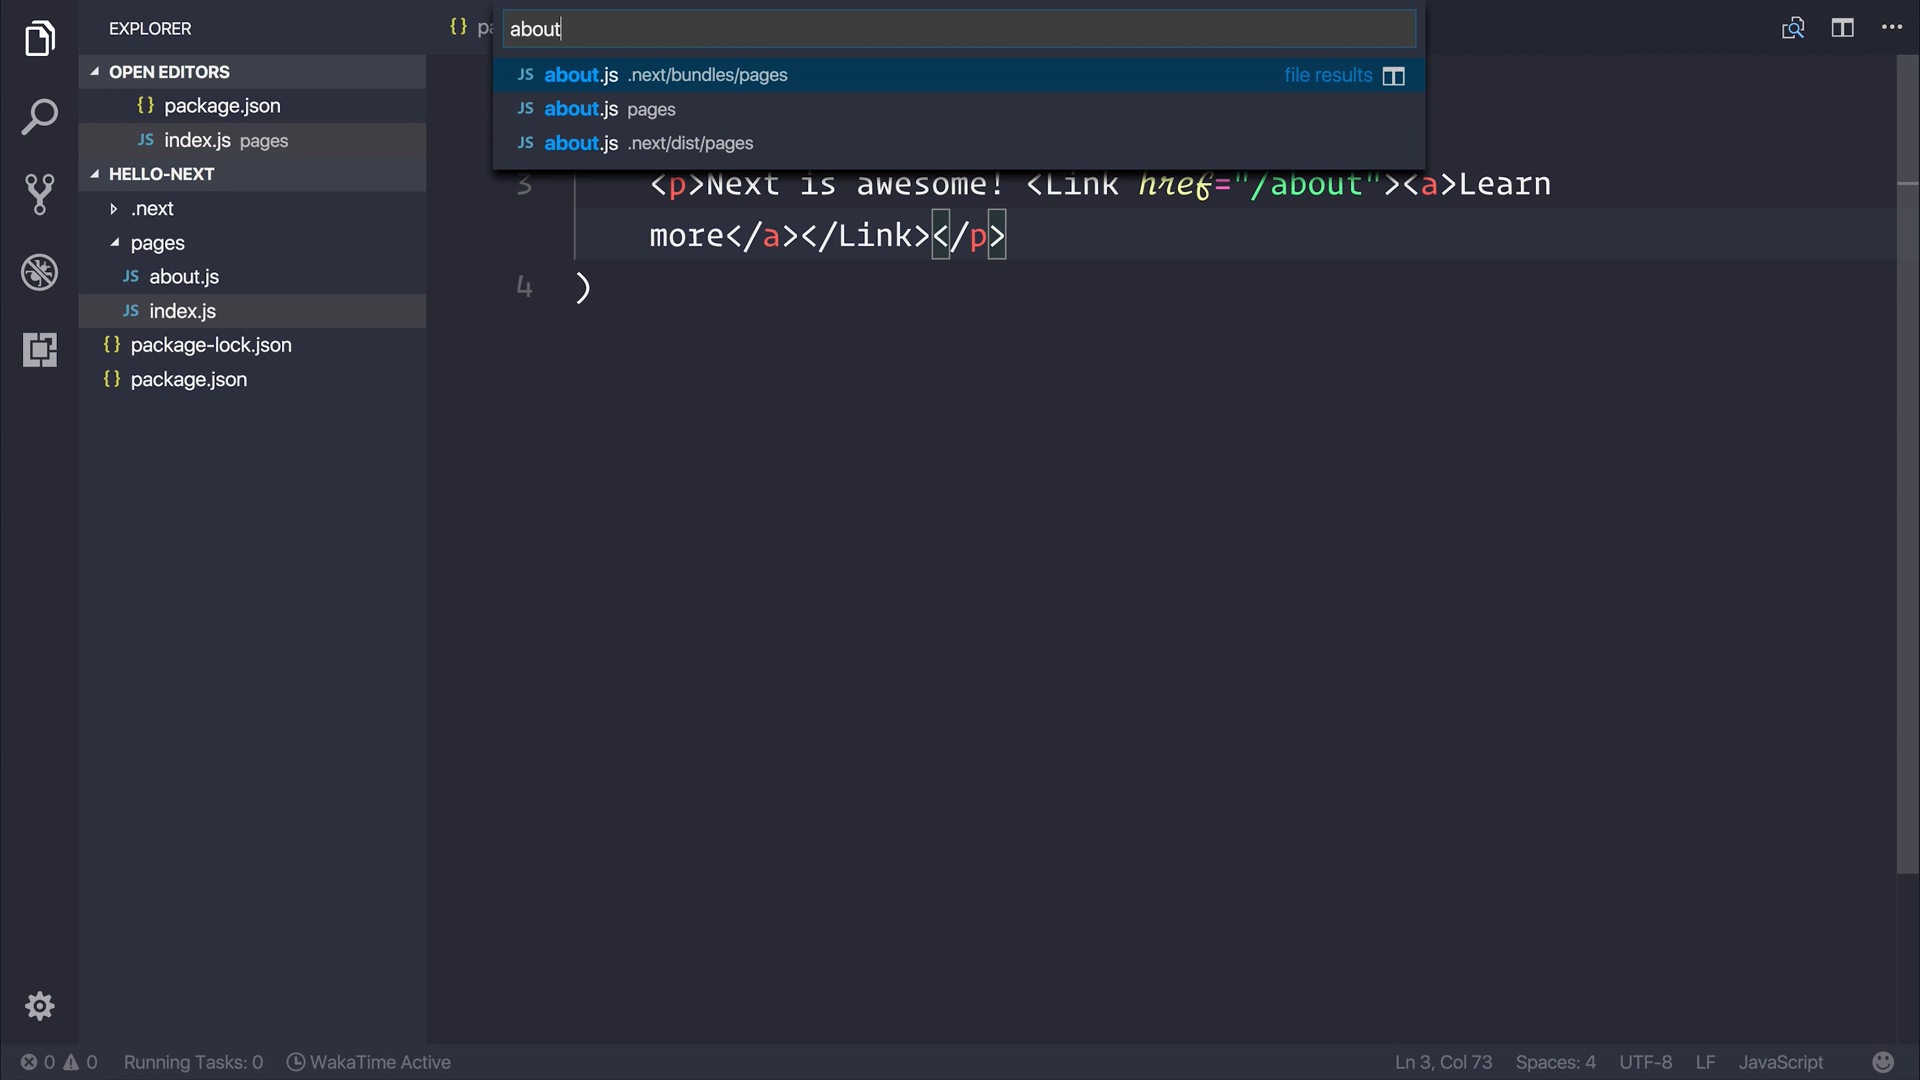 EXPLORER
OPEN EDITORS
{} package.json
JS index.js pages
HELLO-NEXT
.next
pages
JS about.js
JS index.js
{} package-lock.json
{} package.json
{}
about
JS about.js .next/bundles/pages file results
JS about.js pages
JS about.js .next/dist/pages
3 <p>Next is awesome! <Link href="/about"><a>Learn
more</a></Link></p>
4 )
0 0 Running Tasks: 0 WakaTime Active Ln 3, Col 73 Spaces: 4 UTF-8 LF JavaScript